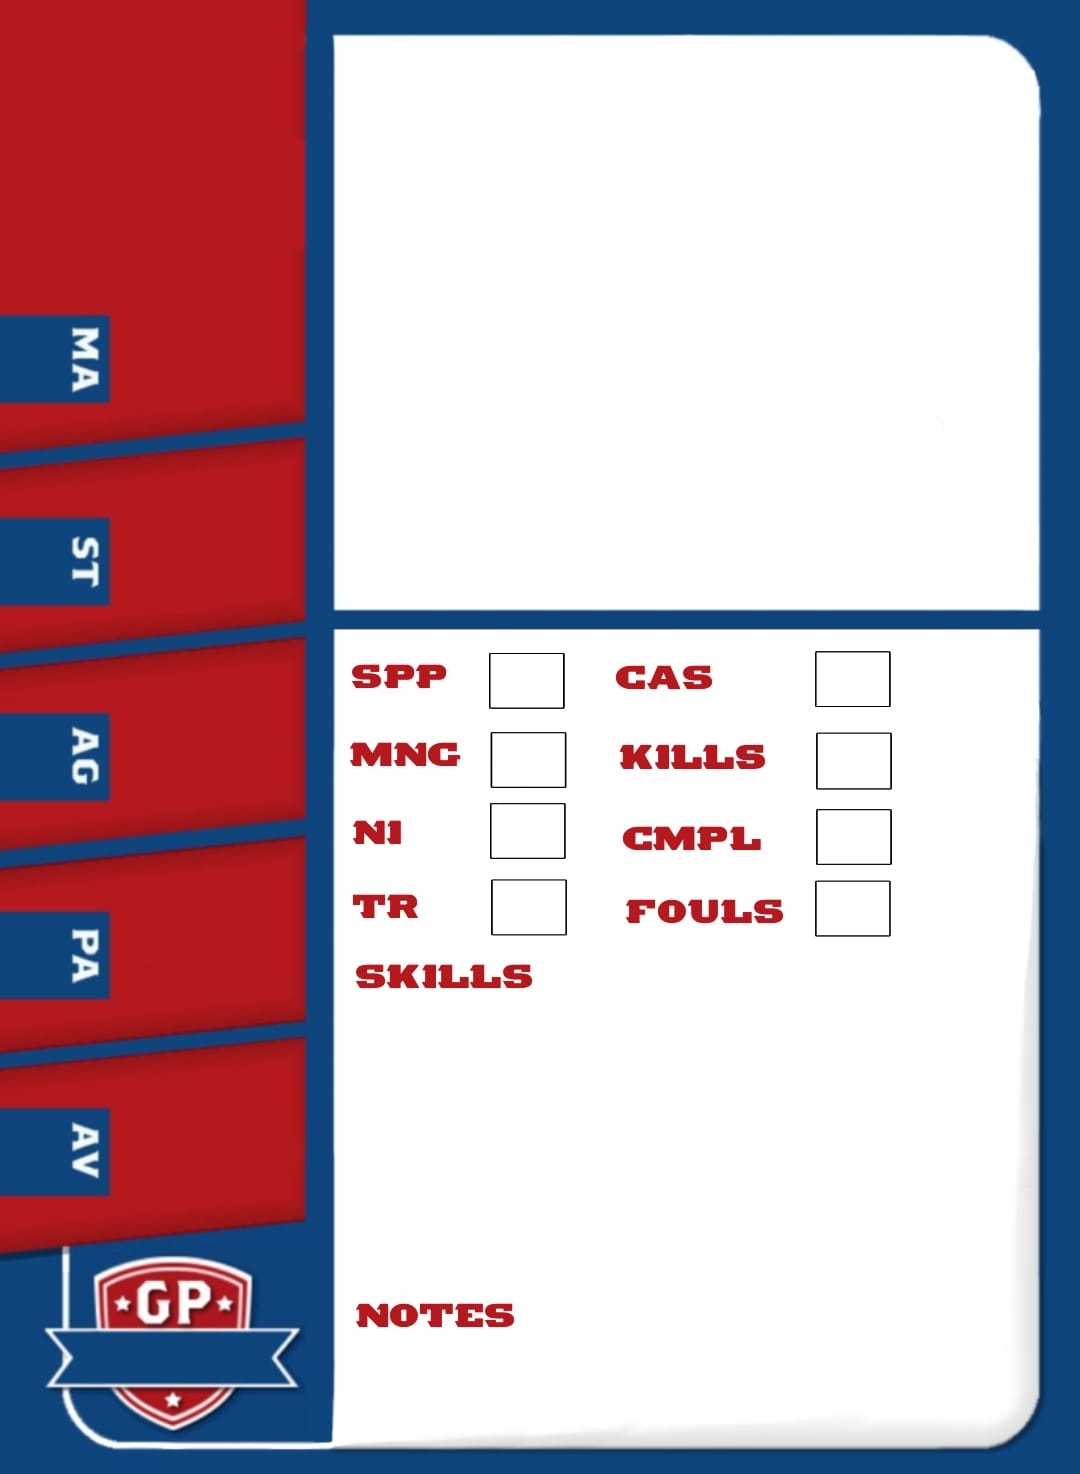 MA
ST
AG
PA
AV
GP
SPP CAS
MNG KILLS
NI CMPL
TR FOULS
SKILLS
NOTES